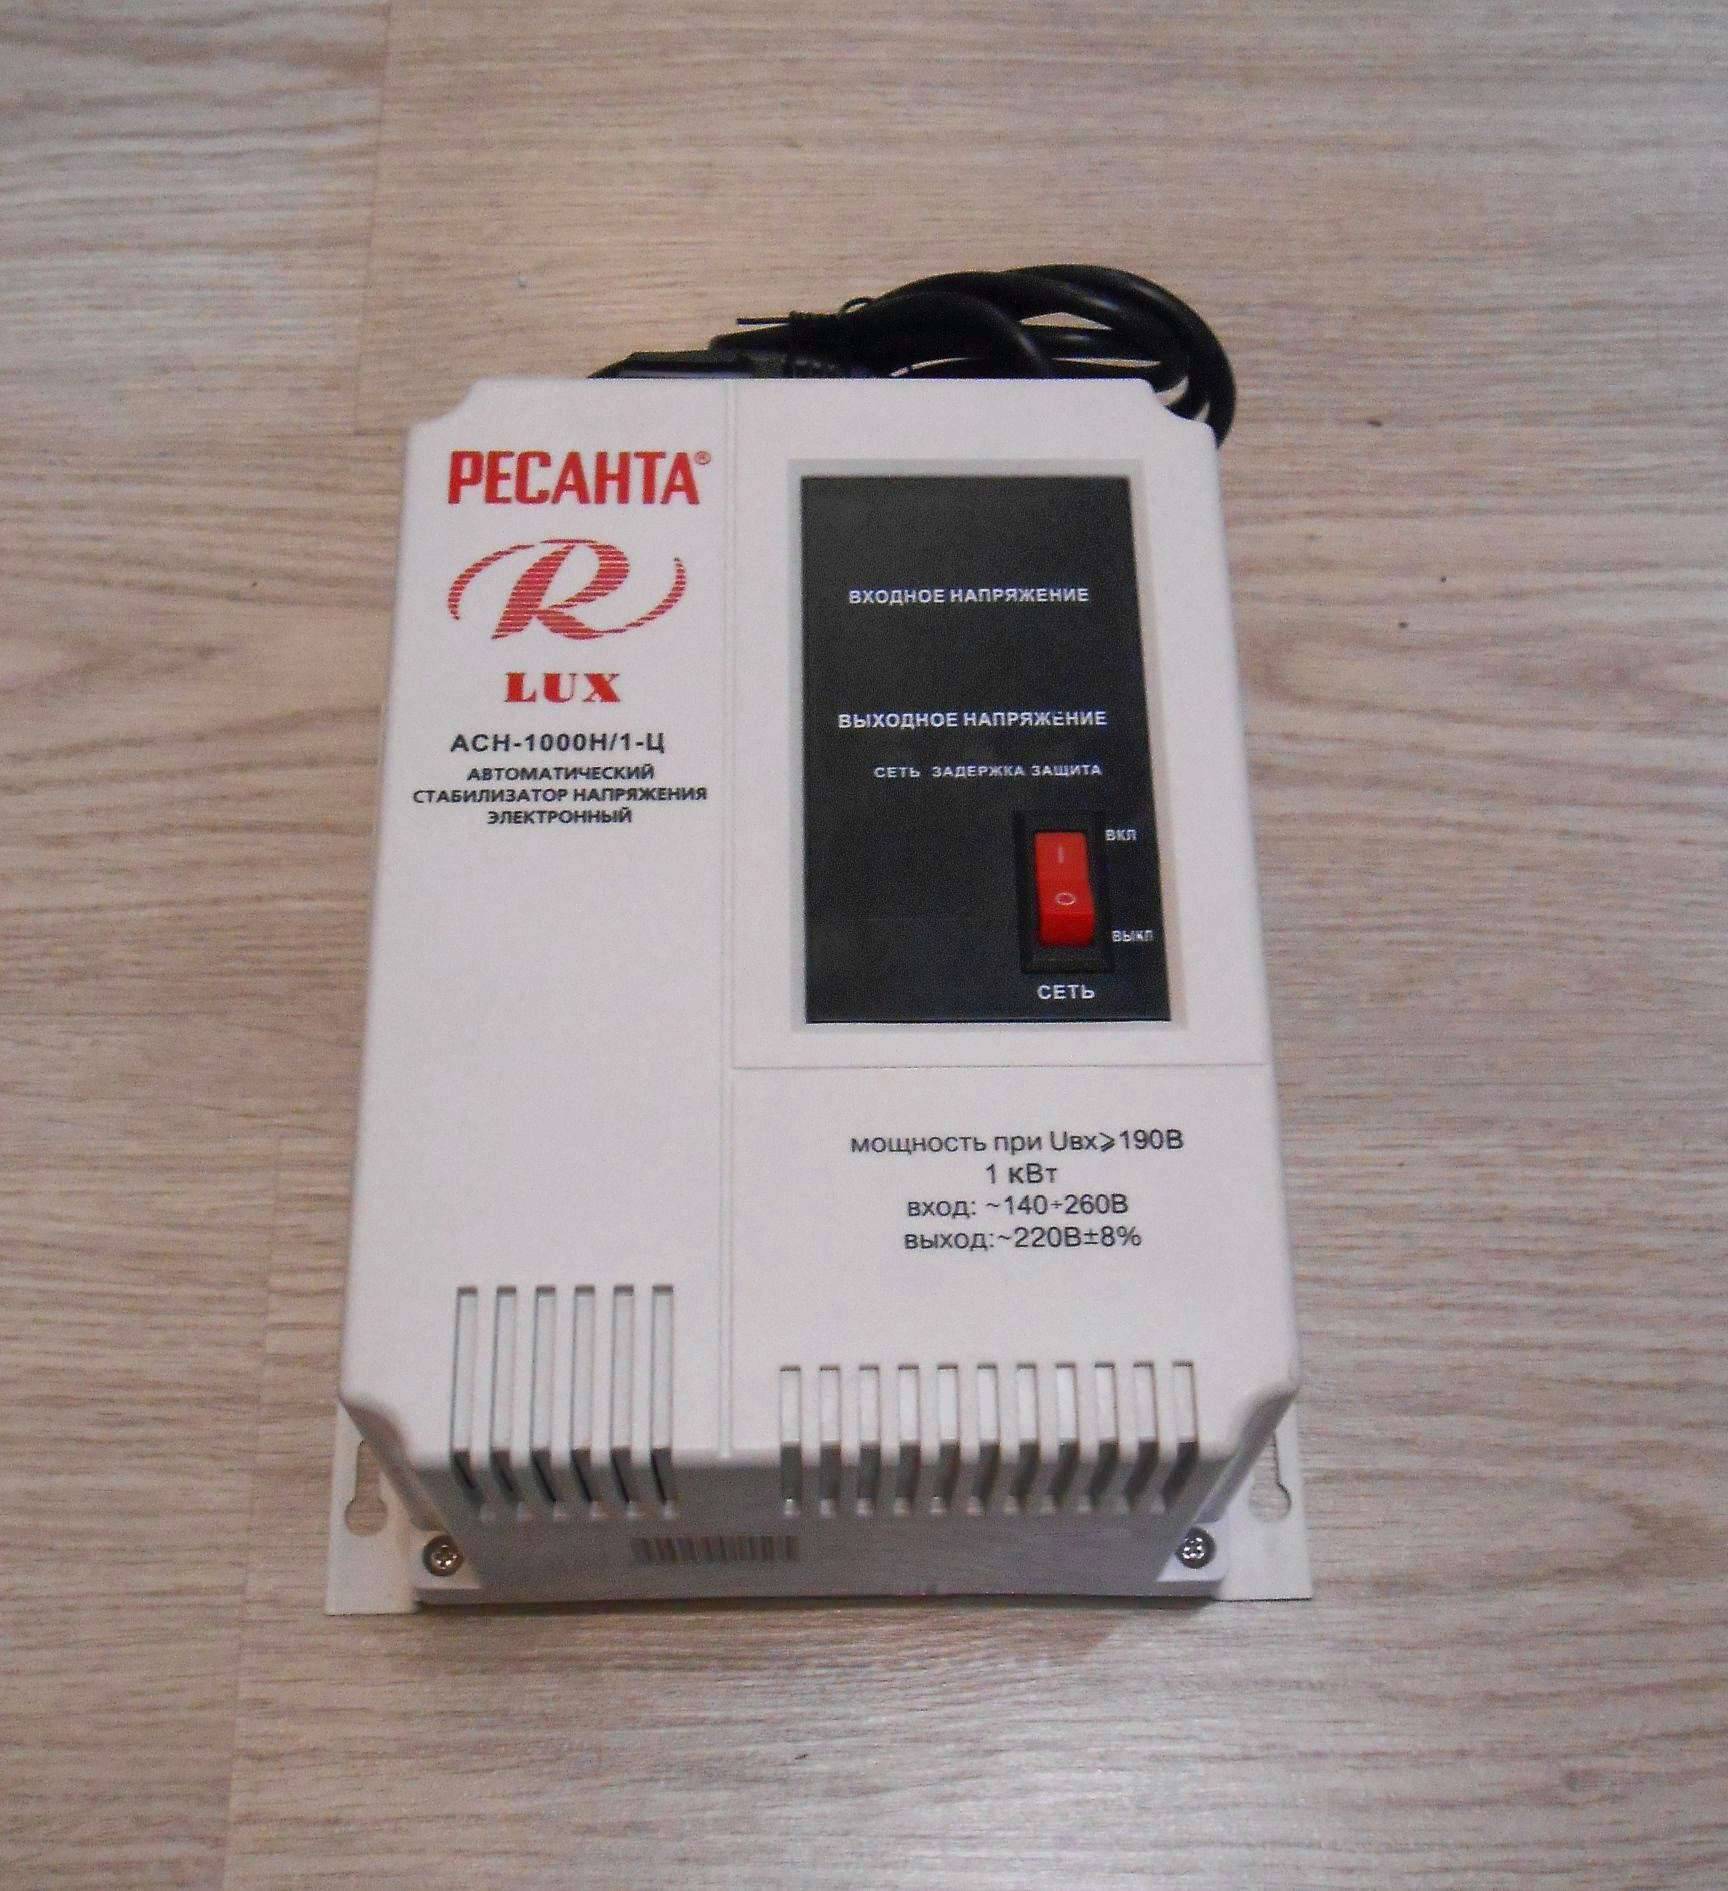 РЕСАНТА®
R
LUX
АСН-1000Н/1-Ц
АВТОМАТИЧЕСКИЙ
СТАБИЛИЗАТОР НАПРЯЖЕНИЯ
ЭЛЕКТРОННЫЙ
ВХОДНОЕ НАПРЯЖЕНИЕ
ВЫХОДНОЕ НАПРЯЖЕНИЕ
СЕТЬ ЗАДЕРЖКА ЗАЩИТА
ВКЛ
I
O
ВЫКЛ
СЕТЬ
мощность при Uвх⩾190В
1 кВт
вход: ~140÷260В
выход:~220В±8%